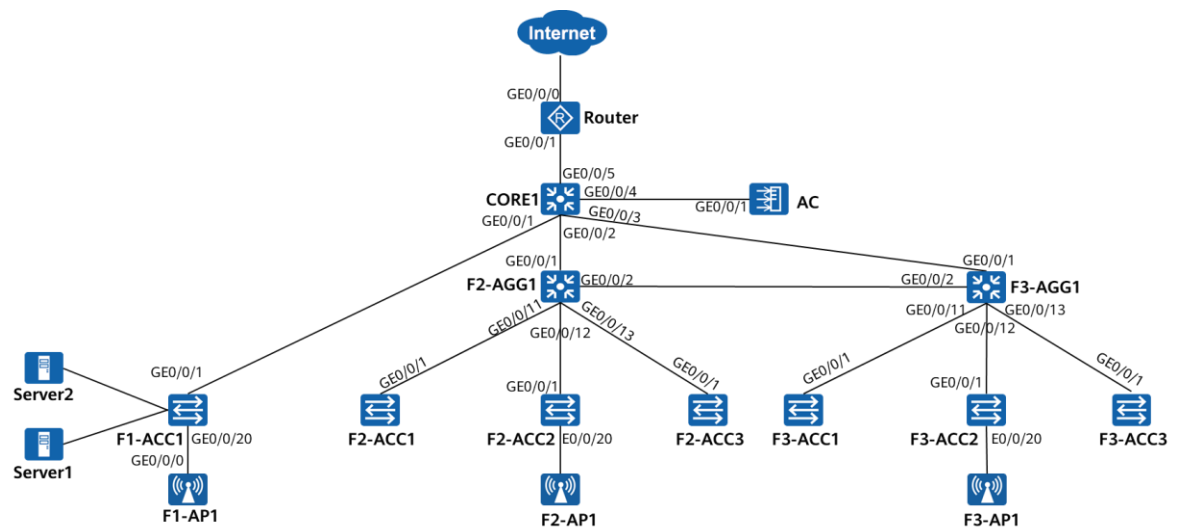 Internet
GE0/0/0
R
Router
GE0/0/1
GE0/0/5
CORE1
GE0/0/4
GE0/0/1
AC
GE0/0/1
GE0/0/3
GE0/0/2
GE0/0/1
GE0/0/1
F2-AGG1
GE0/0/2
GE0/0/2
F3-AGG1
GE0/0/11
GE0/0/12
GE0/0/13
GE0/0/11
GE0/0/12
GE0/0/13
Server2
GE0/0/1
GE0/0/1
GE0/0/1
GE0/0/1
GE0/0/1
GE0/0/1
GE0/0/1
Server1
F1-ACC1
GE0/0/20
F2-ACC1
F2-ACC2
E0/0/20
F2-ACC3
F3-ACC1
F3-ACC2
E0/0/20
F3-ACC3
GE0/0/0
F1-AP1
F2-AP1
F3-AP1